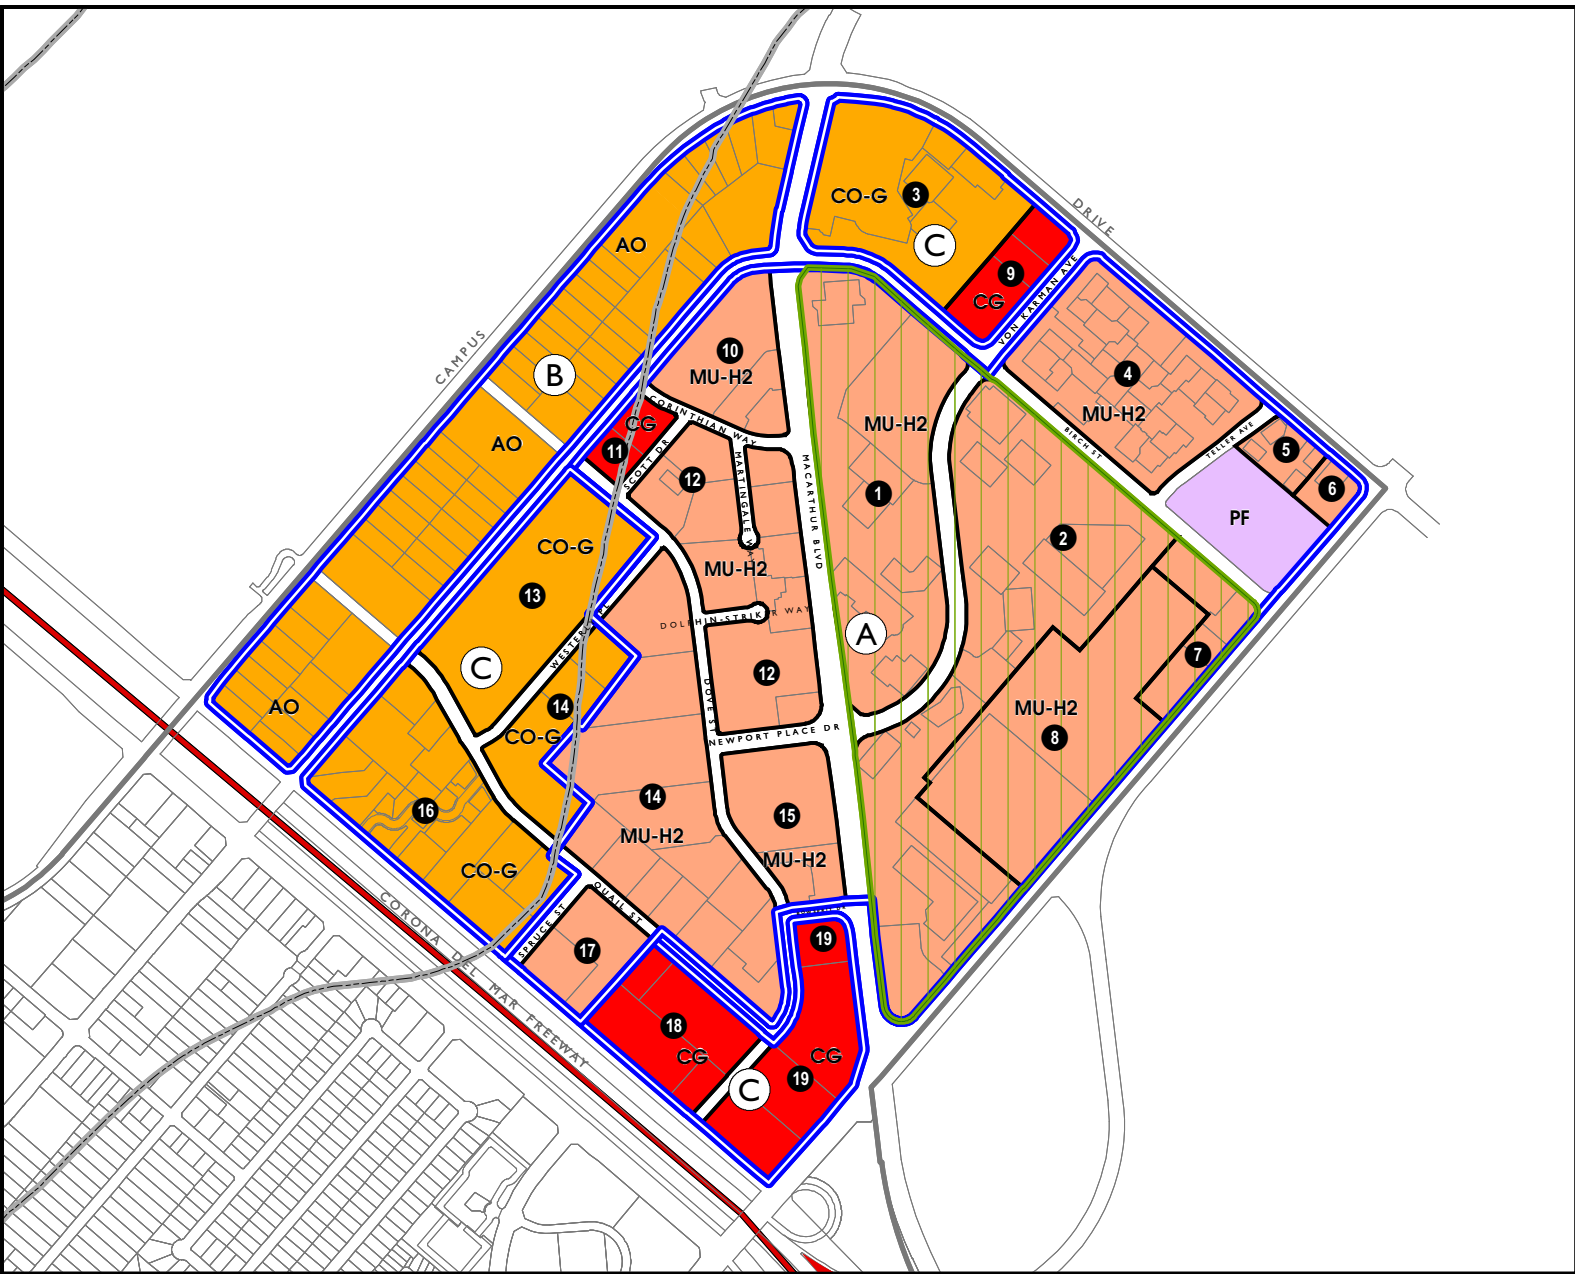 DRIVE
CO-G
3
C
AO
9
CG
VON KARMAN AVE
CAMPUS
10
MU-H2
B
4
MU-H2
CORINTHIAN WAY
CG
11
SCOTT DR
MU-H2
BIRCH ST
TELLER AVE
5
6
AO
12
MARTINGALE WAY
MACARTHUR BLVD
1
PF
CO-G
2
MU-H2
13
DOLPHIN-STRIKER WAY
A
WESTERLY PL
C
7
12
AO
14
CO-G
DOVE ST
NEWPORT PLACE DR
MU-H2
8
16
14
MU-H2
15
MU-H2
CO-G
QUAIL ST
SPRUCE ST
CORONA DEL MAR FREEWAY
17
19
18
CG
CG
19
C